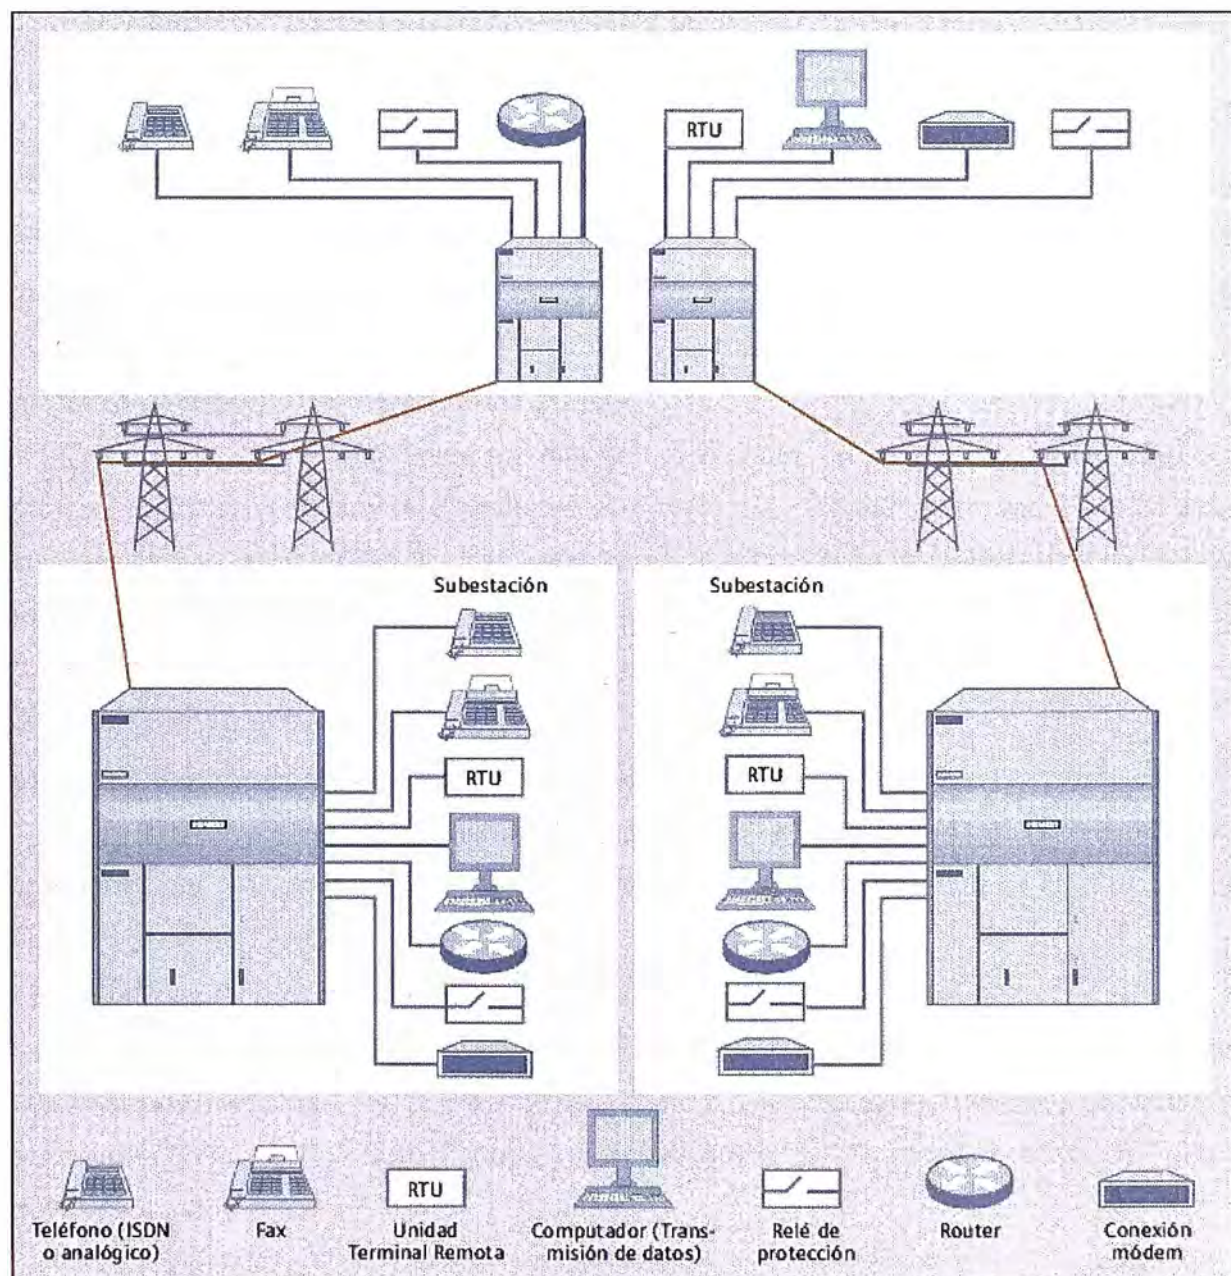 RTU
Subestación
Subestación
RTU
RTU
RTU
Teléfono (ISDN
o analógico)
Fax
Unidad
Terminal Remota
Computador (Trans-
misión de datos)
Relé de
protección
Router
Conexión
módem